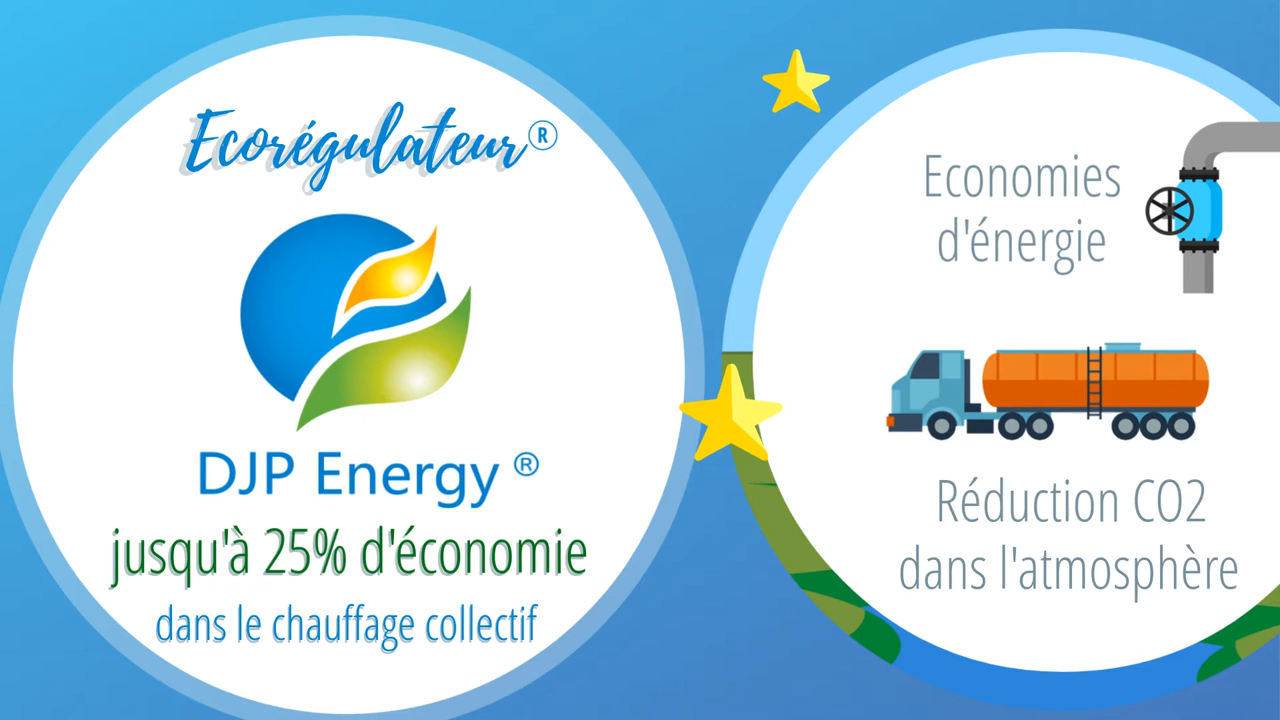 Ecorégulateur®
DJP Energy ®
jusqu'à 25% d'économie
dans le chauffage collectif
Economies
d'énergie
Réduction CO2
dans l'atmosphère